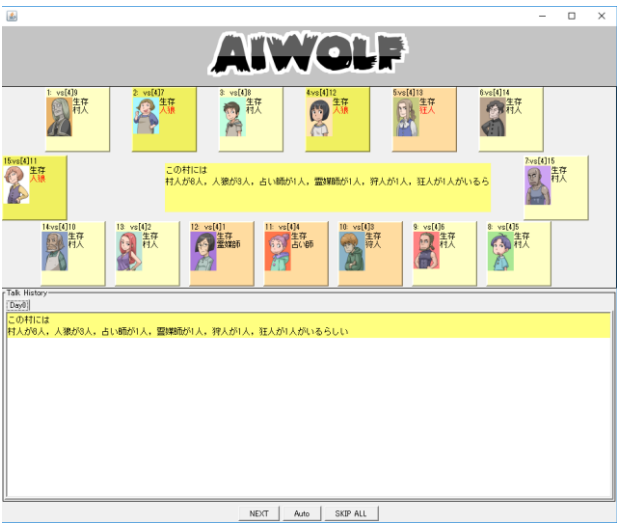 AIWOLF
1: vs[4]9
生存
村人
2: vs[4]7
生存
人狼
3: vs[4]3
生存
村人
4:vs[4]12
生存
人狼
5:vs[4]13
生存
狂人
6:vs[4]14
生存
村人
15:vs[4]11
生存
人狼
この村には
村人が8人，人狼が3人，占い師が1人，霊媒師が1人，狩人が1人，狂人が1人がいるら
7:vs[4]15
生存
村人
14:vs[4]10
生存
村人
13: vs[4]2
生存
村人
12: vs[4]1
生存
霊媒師
11: vs[4]4
生存
占い師
10: vs[4]3
生存
狩人
9: vs[4]6
生存
村人
8: vs[4]5
生存
村人
Talk History
Day0
この村には
村人が8人，人狼が3人，占い師が1人，霊媒師が1人，狩人が1人，狂人が1人がいるらしい
NEXT
Auto
SKIP ALL